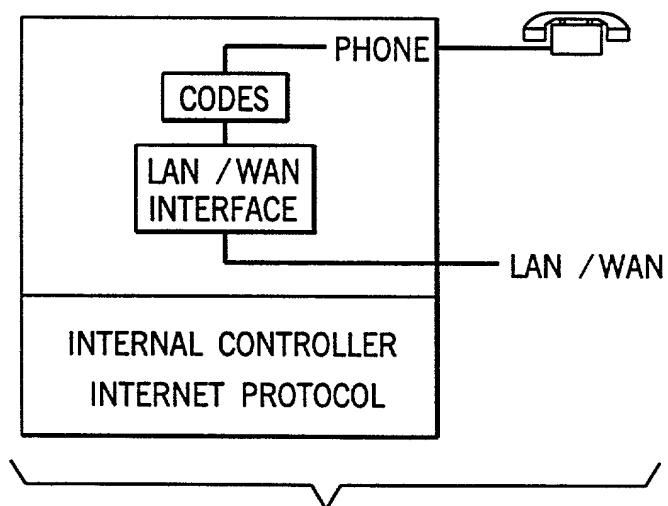 PHONE
CODES
LAN / WAN
INTERFACE
LAN / WAN
INTERNAL CONTROLLER
INTERNET PROTOCOL